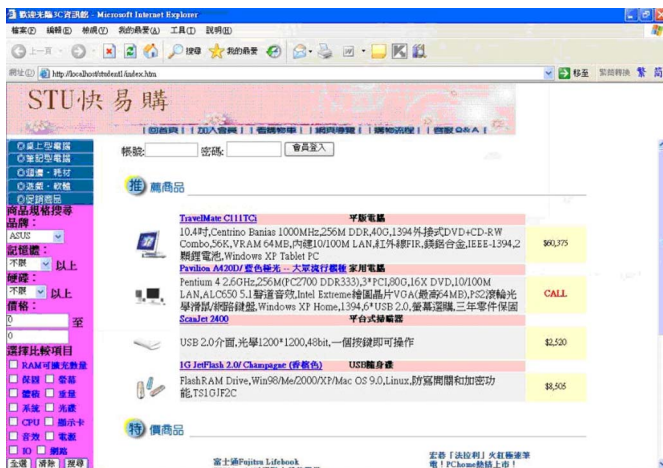 歡迎光臨3C資訊館 - Microsoft Internet Explorer
檔案(F) 編輯(E) 檢視(V) 我的最愛(A) 工具(T) 說明(H)
上一頁 搜尋 我的最愛
網址(D) http://localhost/student1/index.htm 移至 繁簡轉換 繁 簡
STU快易購
|回首頁| |加入會員| |看購物車| |網頁導覽| |購物流程| |客服Q&A|
帳號: 密碼: 會員登入
◎桌上型電腦
◎筆記型電腦
◎週邊‧耗材
◎遊戲‧軟體
◎促銷商品
商品規格搜尋
品牌：
ASUS
記憶體：
不限 以上
硬碟：
不限 以上
價格：
0 至
0
選擇比較項目
RAM可擴充數量
保固 螢幕
體積 重量
系統 光碟
CPU 顯示卡
音效 電源
IO 網路
全選 清除 搜尋
推薦商品
TravelMate C111TCi 平版電腦
10.4吋,Centrino Banias 1000MHz,256M DDR,40G,1394外接式DVD+CD-RW
Combo,56K,VRAM 64MB,內建10/100M LAN,紅外線FIR,鎂鋁合金,IEEE-1394,2
顆鋰電池,Windows XP Tablet PC
$60,375
Pavilion A420D/ 藍色極光 -- 大眾流行機種 家用電腦
Pentium 4 2.6GHz,256M(PC2700 DDR333),3*PCI,80G,16X DVD,10/100M
LAN,ALC650 5.1聲道音效,Intel Extreme繪圖晶片VGA(最高64MB),PS2滾輪光
學滑鼠/網路鍵盤,Windows XP Home,1394,6*USB 2.0,螢幕選購,三年零件保固
CALL
ScanJet 2400 平台式掃瞄器
USB 2.0介面,光學1200*1200,48bit,一個按鍵即可操作
$2,520
1G JetFlash 2.0/ Champagne (香檳色) USB隨身碟
FlashRAM Drive,Win98/Me/2000/XP/Mac OS 9.0,Linux,防寫開關和加密功
能,TS1GJF2C
$8,505
特價商品
富士通Fujitsu Lifebook
宏碁「法拉利」火紅極速筆
電！PChome熱銷上市！